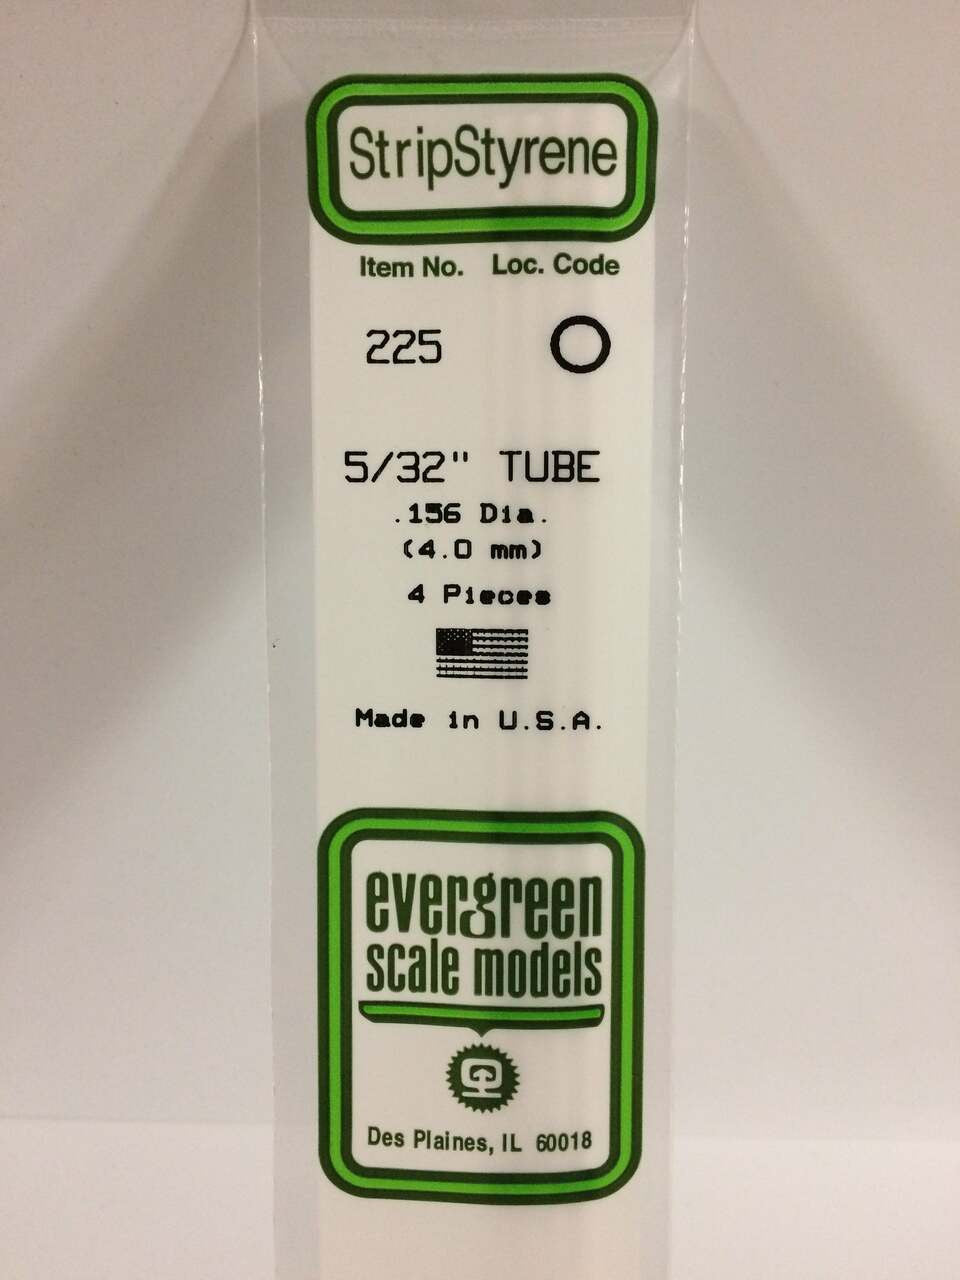 StripStyrene
Item No. Loc. Code
225
5/32" TUBE
.156 Dia.
(4.0 mm)
4 Pieces
Made in U.S.A.
evergreen
scale models
Des Plaines, IL 60018